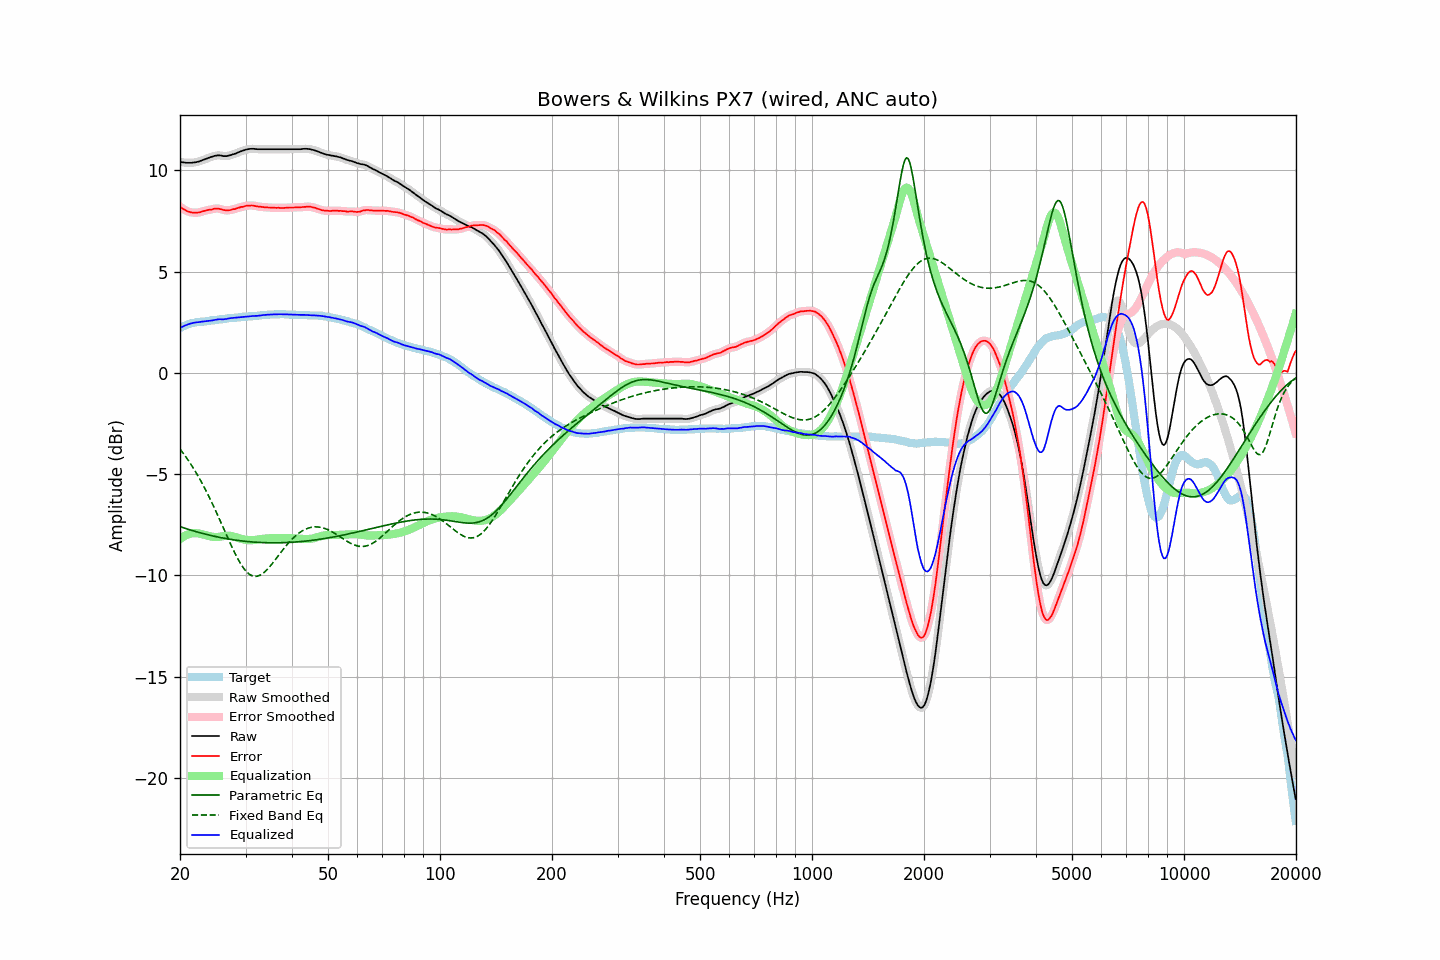 Bowers & Wilkins PX7 (wired, ANC auto)
Amplitude (dBr)
10
5
0
−5
−10
−15
−20
Target
Raw Smoothed
Error Smoothed
Raw
Error
Equalization
Parametric Eq
Fixed Band Eq
Equalized
20 50 100 200 500 1000 2000 5000 10000 20000
Frequency (Hz)